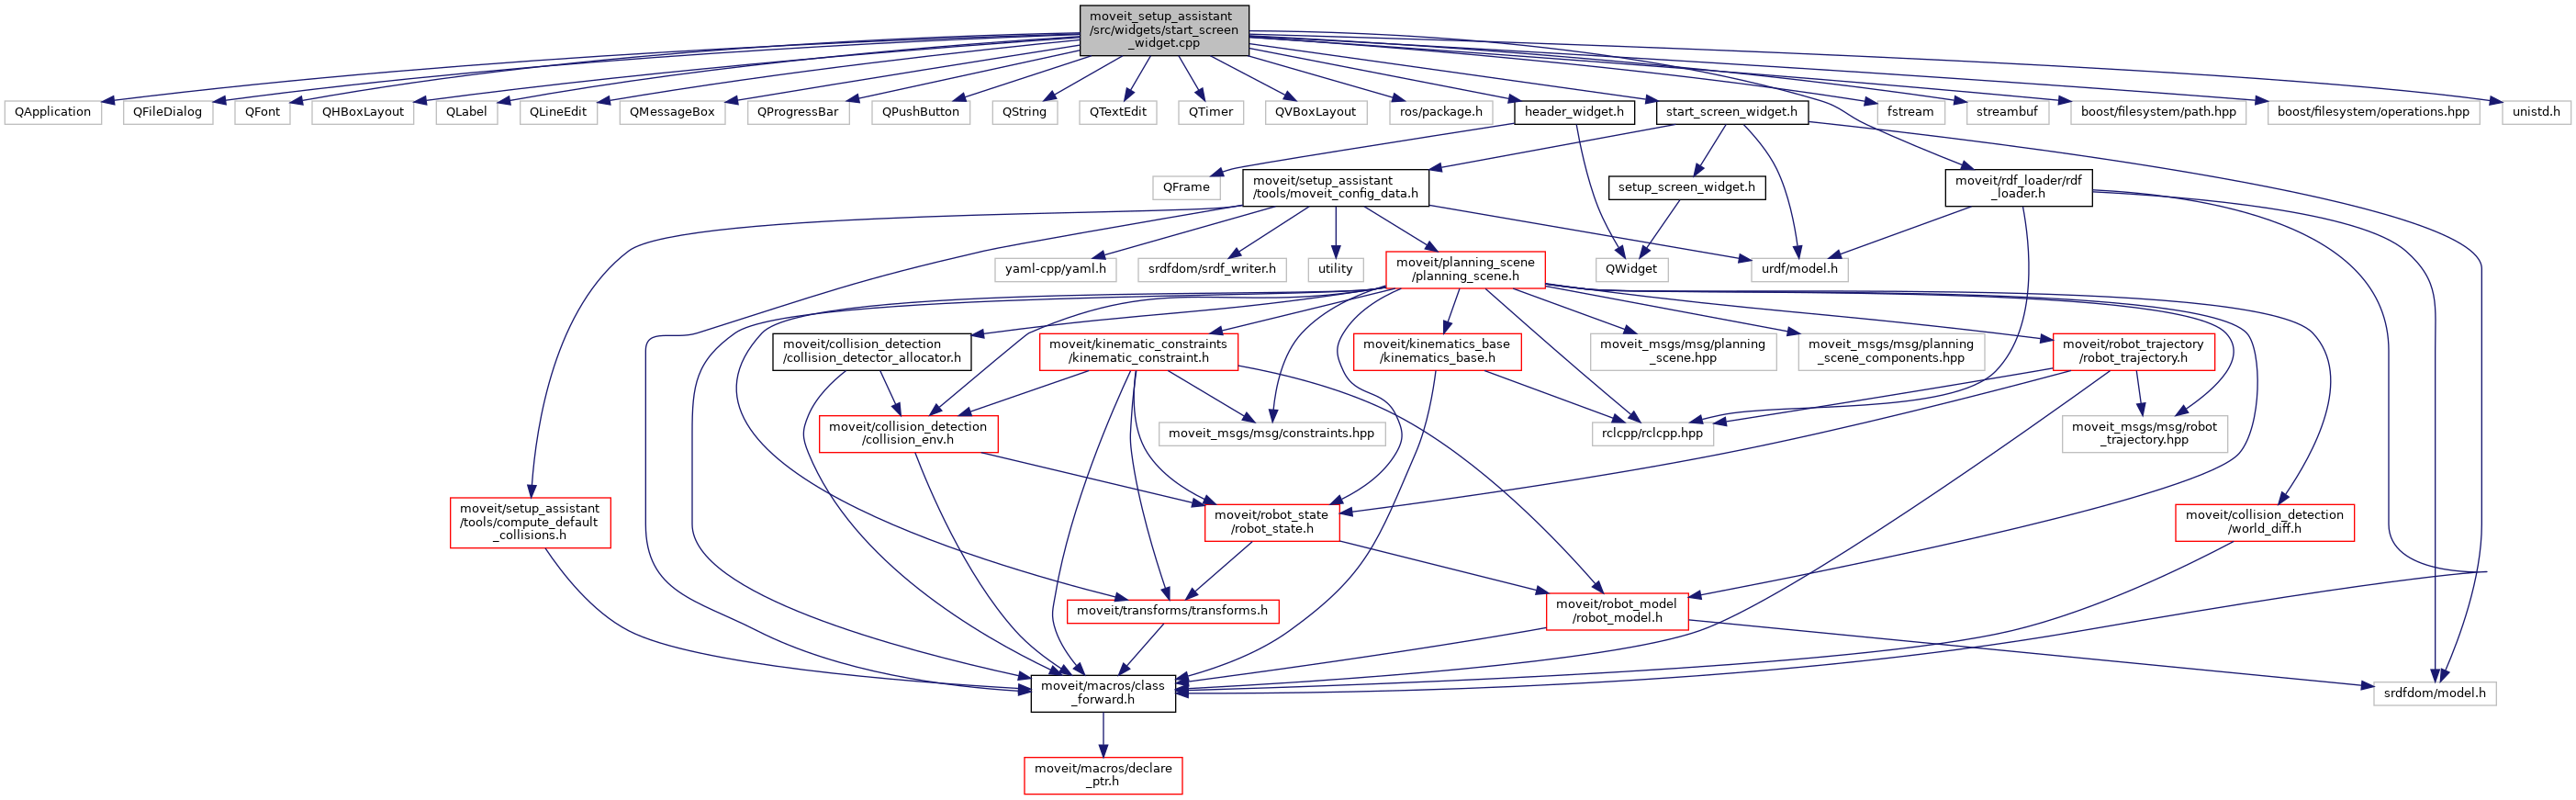 moveit_setup_assistant
/src/widgets/start_screen
_widget.cpp
QApplication
QFileDialog
QFont
QHBoxLayout
QLabel
QLineEdit
QMessageBox
QProgressBar
QPushButton
QString
QTextEdit
QTimer
QVBoxLayout
ros/package.h
header_widget.h
start_screen_widget.h
fstream
streambuf
boost/filesystem/path.hpp
boost/filesystem/operations.hpp
unistd.h
QFrame
moveit/setup_assistant
/tools/moveit_config_data.h
setup_screen_widget.h
moveit/rdf_loader/rdf
_loader.h
yaml-cpp/yaml.h
srdfdom/srdf_writer.h
utility
moveit/planning_scene
/planning_scene.h
QWidget
urdf/model.h
moveit/collision_detection
/collision_detector_allocator.h
moveit/kinematic_constraints
/kinematic_constraint.h
moveit/kinematics_base
/kinematics_base.h
moveit_msgs/msg/planning
_scene.hpp
moveit_msgs/msg/planning
_scene_components.hpp
moveit/robot_trajectory
/robot_trajectory.h
moveit/collision_detection
/collision_env.h
moveit_msgs/msg/constraints.hpp
rclcpp/rclcpp.hpp
moveit_msgs/msg/robot
_trajectory.hpp
moveit/setup_assistant
/tools/compute_default
_collisions.h
moveit/robot_state
/robot_state.h
moveit/collision_detection
/world_diff.h
moveit/transforms/transforms.h
moveit/robot_model
/robot_model.h
moveit/macros/class
_forward.h
srdfdom/model.h
moveit/macros/declare
_ptr.h